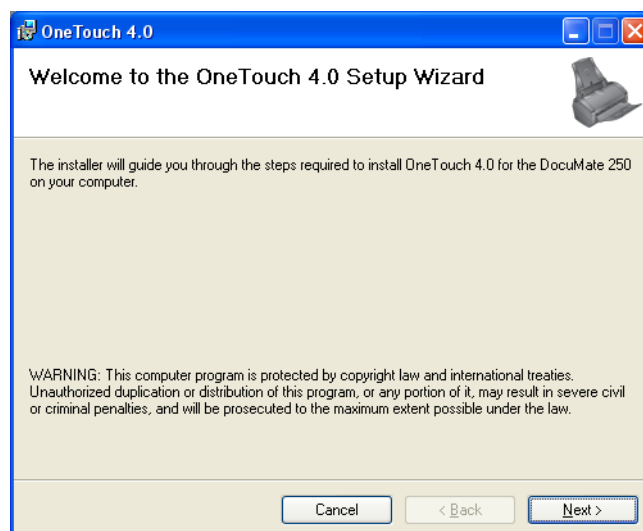 OneTouch 4.0
Welcome to the OneTouch 4.0 Setup Wizard
The installer will guide you through the steps required to install OneTouch 4.0 for the DocuMate 250
on your computer.
WARNING: This computer program is protected by copyright law and international treaties.
Unauthorized duplication or distribution of this program, or any portion of it, may result in severe civil
or criminal penalties, and will be prosecuted to the maximum extent possible under the law.
Cancel < Back Next >